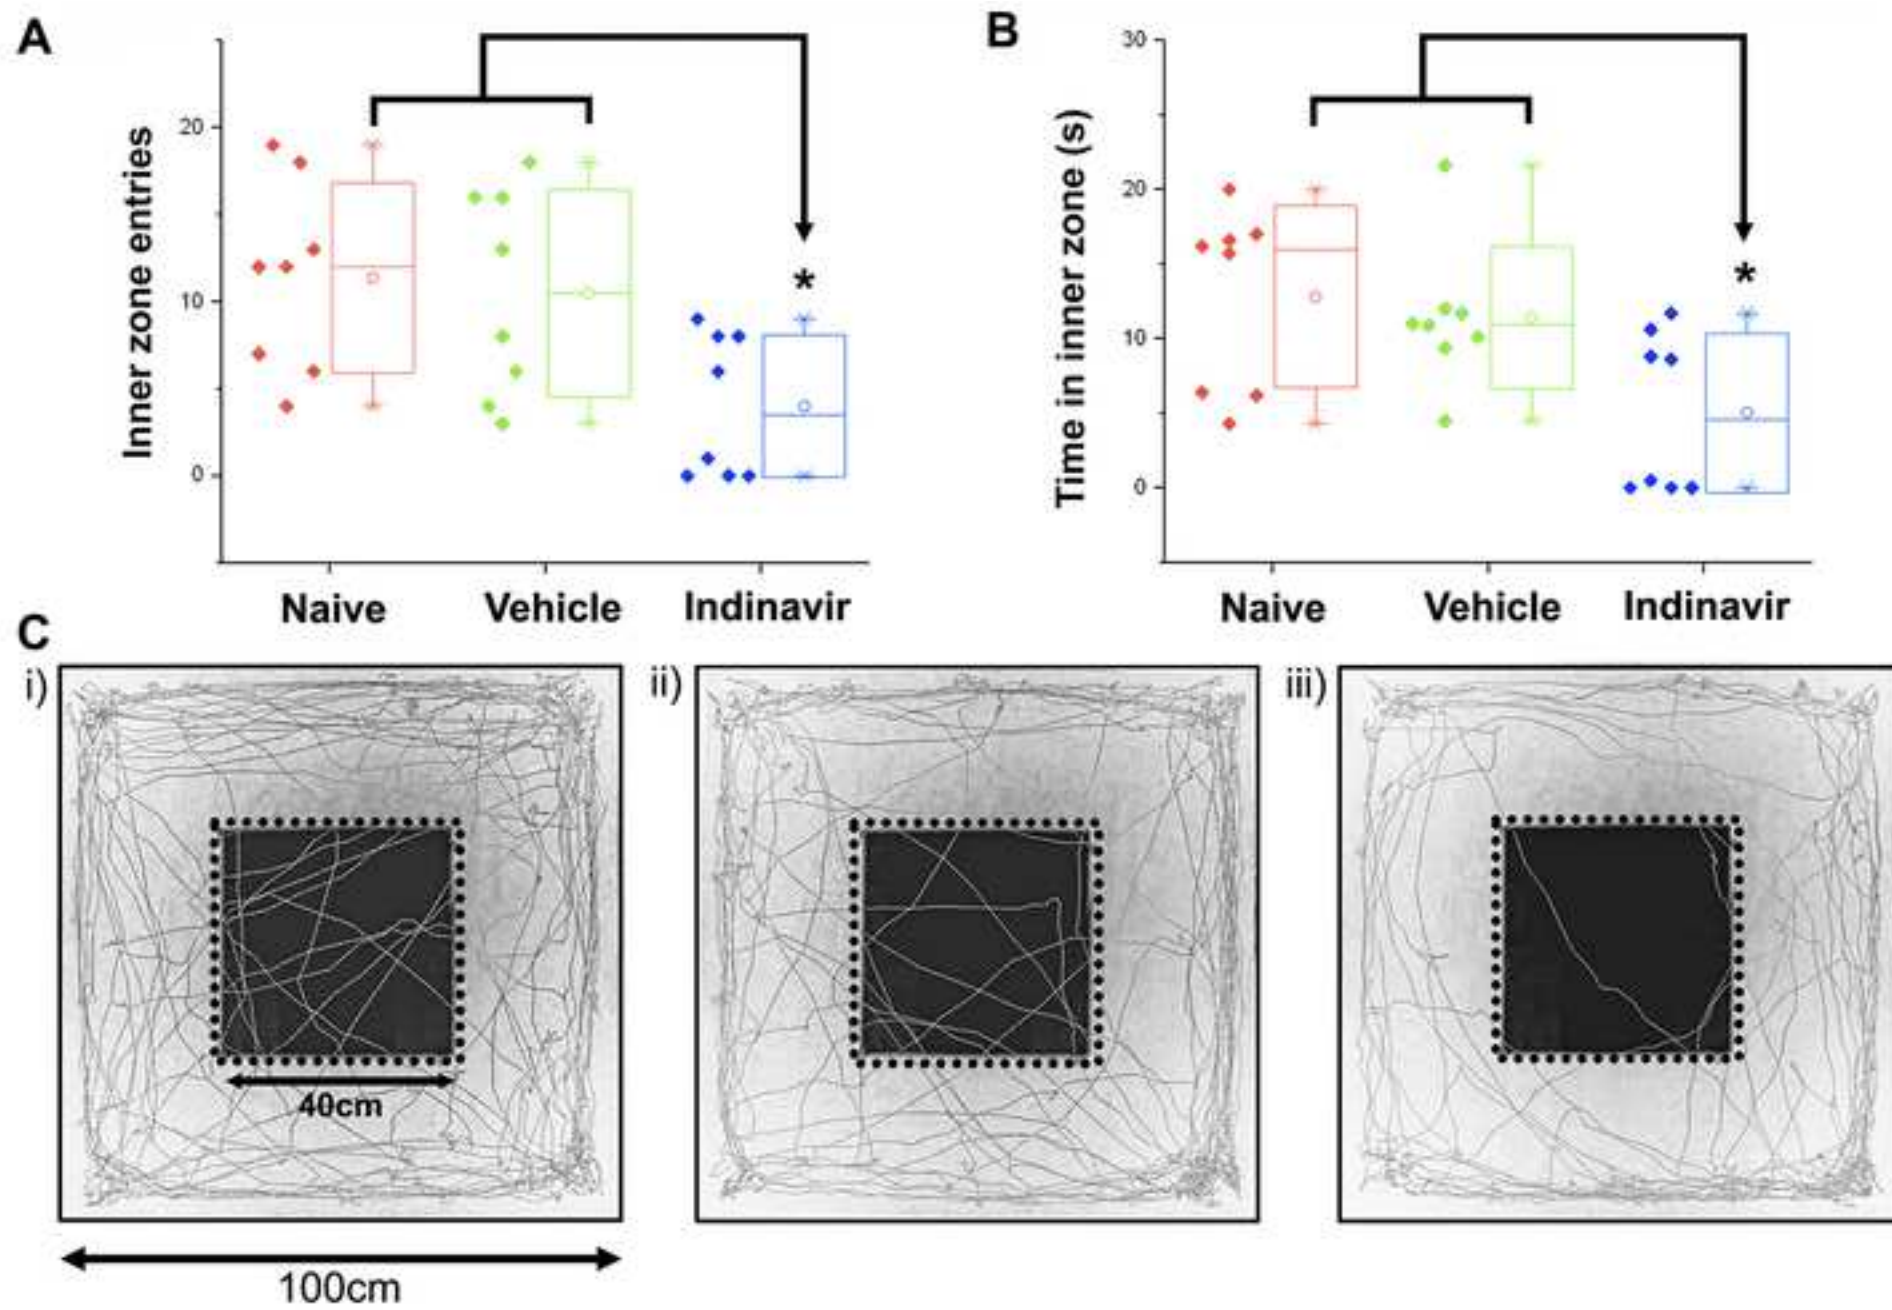 A
Inner zone entries
20
10
0
*
Naive Vehicle Indinavir
B
Time in inner zone (s)
30
20
10
0
*
Naive Vehicle Indinavir
C
i)
40cm
100cm
ii)
iii)